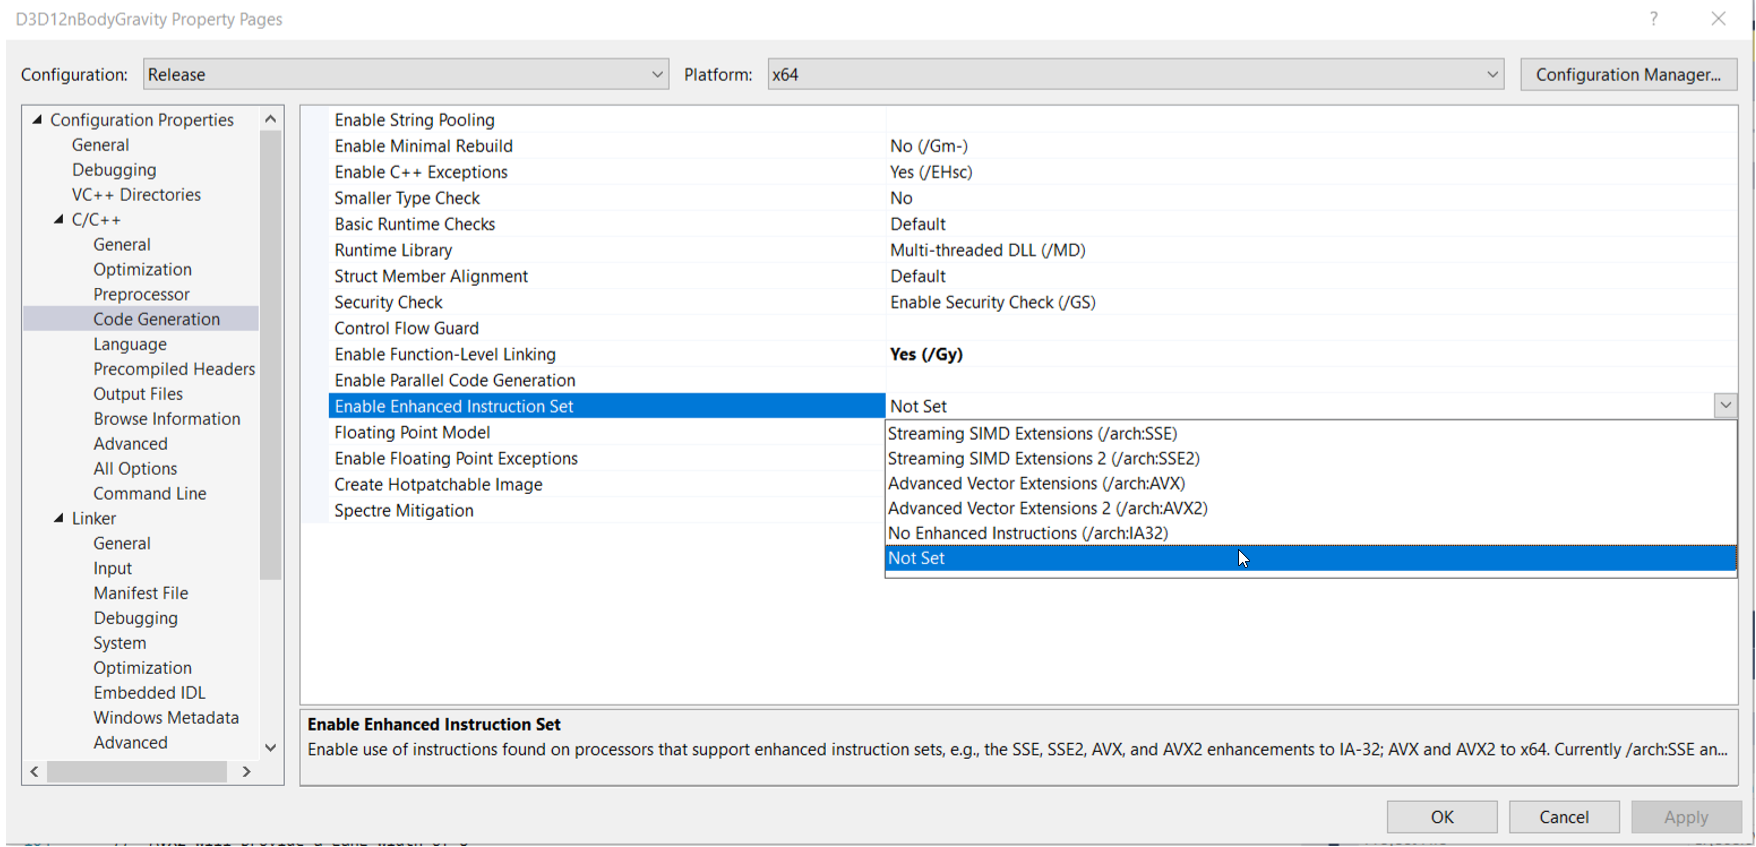 D3D12nBodyGravity Property Pages
?
Configuration: Release Platform: x64 Configuration Manager...
Configuration Properties
General
Debugging
VC++ Directories
C/C++
General
Optimization
Preprocessor
Code Generation
Language
Precompiled Headers
Output Files
Browse Information
Advanced
All Options
Command Line
Linker
General
Input
Manifest File
Debugging
System
Optimization
Embedded IDL
Windows Metadata
Advanced
Enable String Pooling
Enable Minimal Rebuild No (/Gm-)
Enable C++ Exceptions Yes (/EHsc)
Smaller Type Check No
Basic Runtime Checks Default
Runtime Library Multi-threaded DLL (/MD)
Struct Member Alignment Default
Security Check Enable Security Check (/GS)
Control Flow Guard
Enable Function-Level Linking Yes (/Gy)
Enable Parallel Code Generation
Enable Enhanced Instruction Set Not Set
Floating Point Model
Enable Floating Point Exceptions
Create Hotpatchable Image
Spectre Mitigation
Streaming SIMD Extensions (/arch:SSE)
Streaming SIMD Extensions 2 (/arch:SSE2)
Advanced Vector Extensions (/arch:AVX)
Advanced Vector Extensions 2 (/arch:AVX2)
No Enhanced Instructions (/arch:IA32)
Not Set
Enable Enhanced Instruction Set
Enable use of instructions found on processors that support enhanced instruction sets, e.g., the SSE, SSE2, AVX, and AVX2 enhancements to IA-32; AVX and AVX2 to x64. Currently /arch:SSE an...
OK Cancel Apply